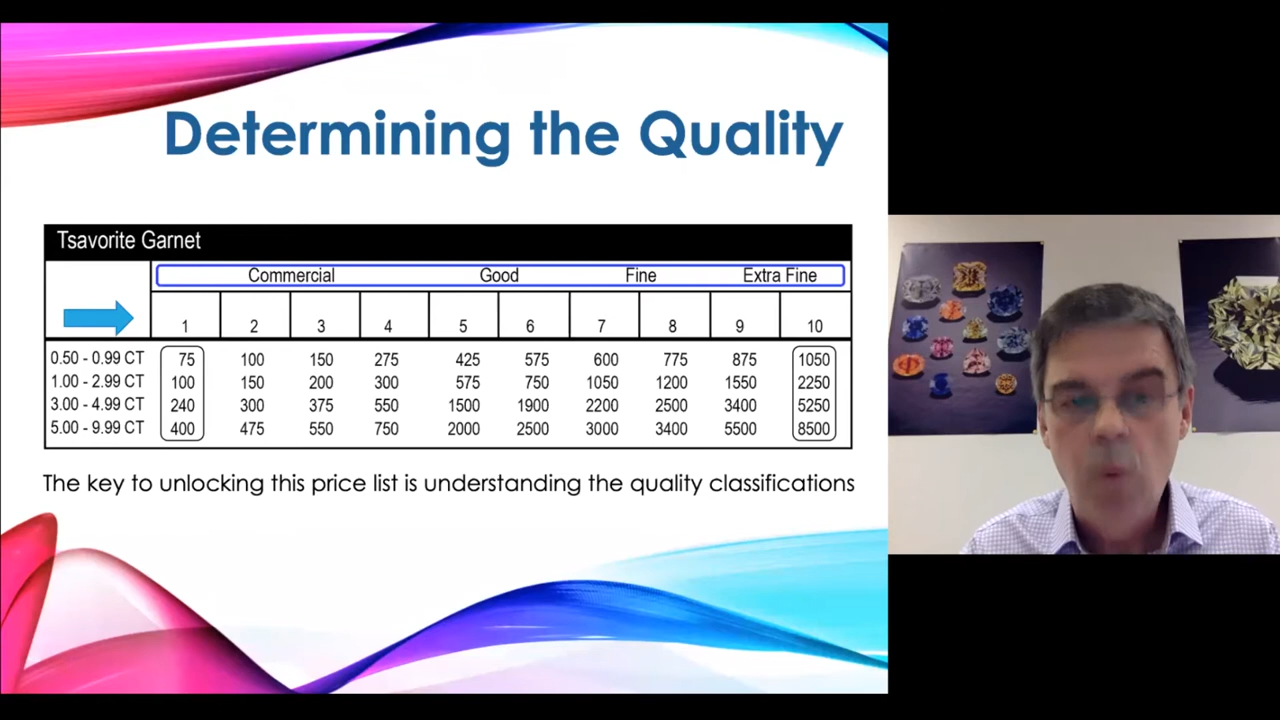 Determining the Quality
Tsavorite Garnet
Commercial Good Fine Extra Fine
1 2 3 4 5 6 7 8 9 10
0.50 - 0.99 CT 75 100 150 275 425 575 600 775 875 1050
1.00 - 2.99 CT 100 150 200 300 575 750 1050 1200 1550 2250
3.00 - 4.99 CT 240 300 375 550 1500 1900 2200 2500 3400 5250
5.00 - 9.99 CT 400 475 550 750 2000 2500 3000 3400 5500 8500
The key to unlocking this price list is understanding the quality classifications